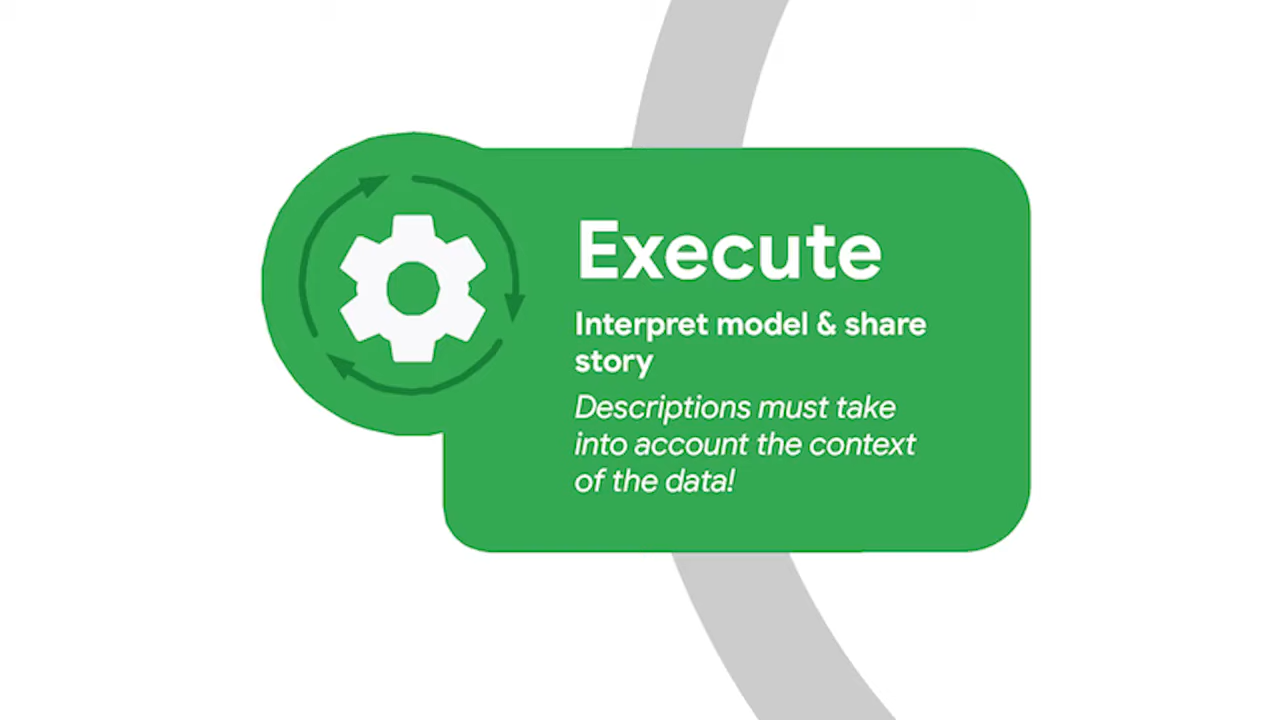 Execute
Interpret model & share
story
Descriptions must take
into account the context
of the data!